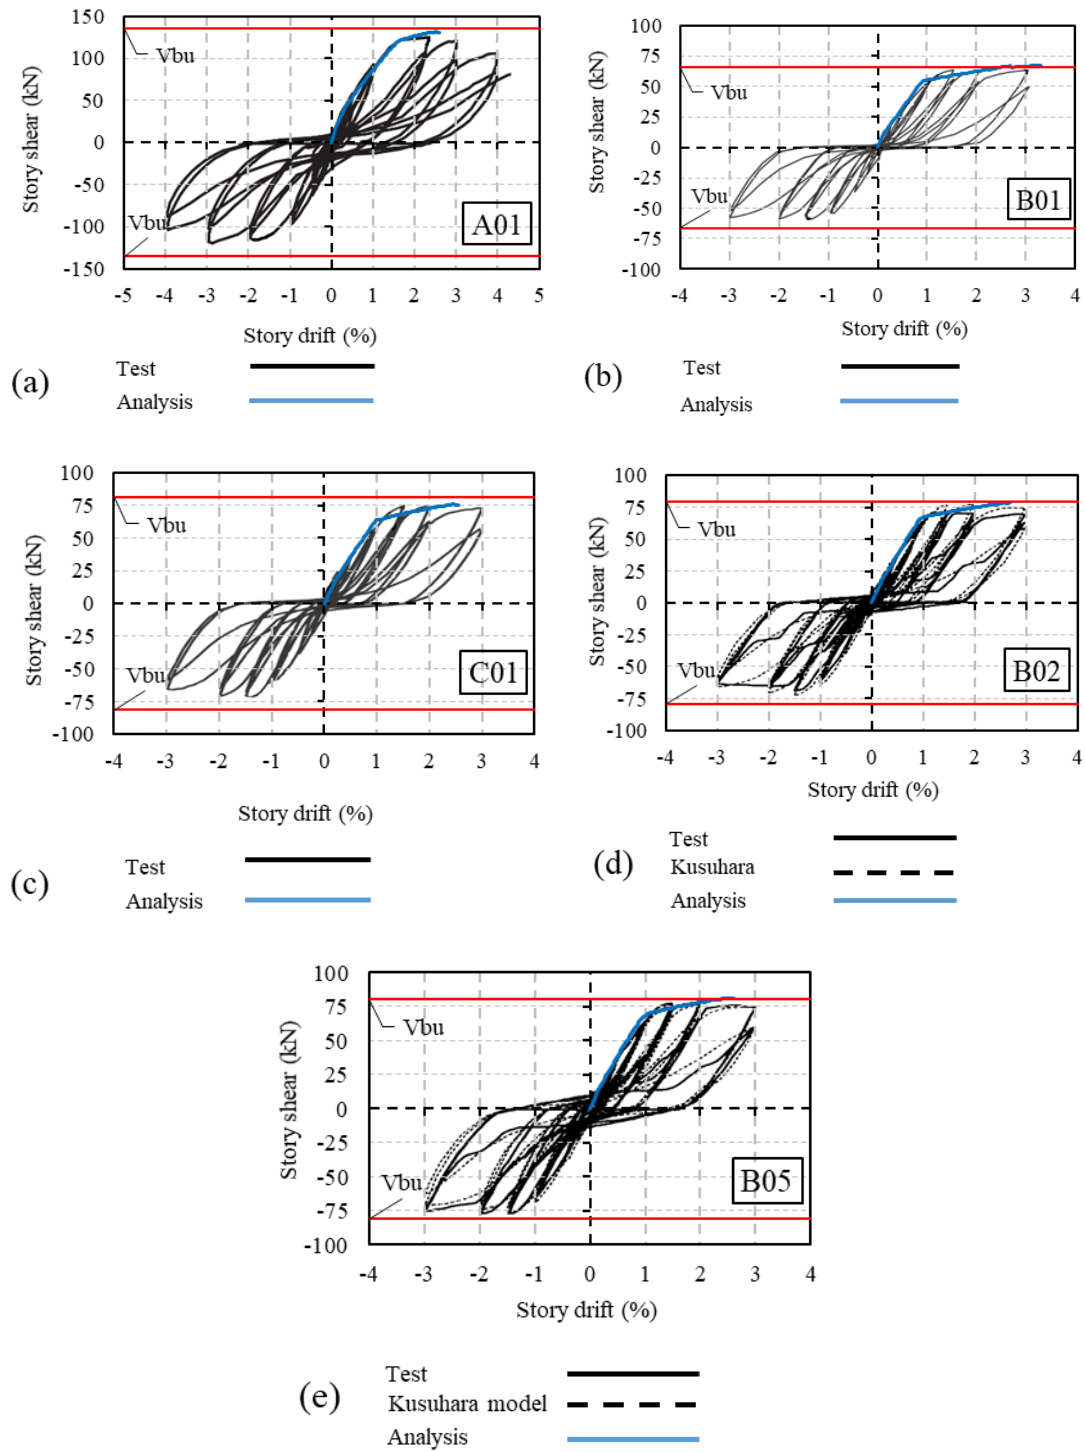 150
100
50
0
-50
-100
-150
Story shear (kN)
Vbu
Vbu
A01
-5 -4 -3 -2 -1 0 1 2 3 4 5
Story drift (%)
(a)
Test
Analysis
100
75
50
25
0
-25
-50
-75
-100
Story shear (kN)
Vbu
Vbu
B01
-4 -3 -2 -1 0 1 2 3 4
Story drift (%)
(b)
Test
Analysis
100
75
50
25
0
-25
-50
-75
-100
Story shear (kN)
Vbu
Vbu
C01
-4 -3 -2 -1 0 1 2 3 4
Story drift (%)
(c)
Test
Analysis
100
75
50
25
0
-25
-50
-75
-100
Story shear (kN)
Vbu
Vbu
B02
-4 -3 -2 -1 0 1 2 3 4
Story drift (%)
(d)
Test
Kusuhara
Analysis
100
75
50
25
0
-25
-50
-75
-100
Story shear (kN)
Vbu
Vbu
B05
-4 -3 -2 -1 0 1 2 3 4
Story drift (%)
(e)
Test
Kusuhara model
Analysis